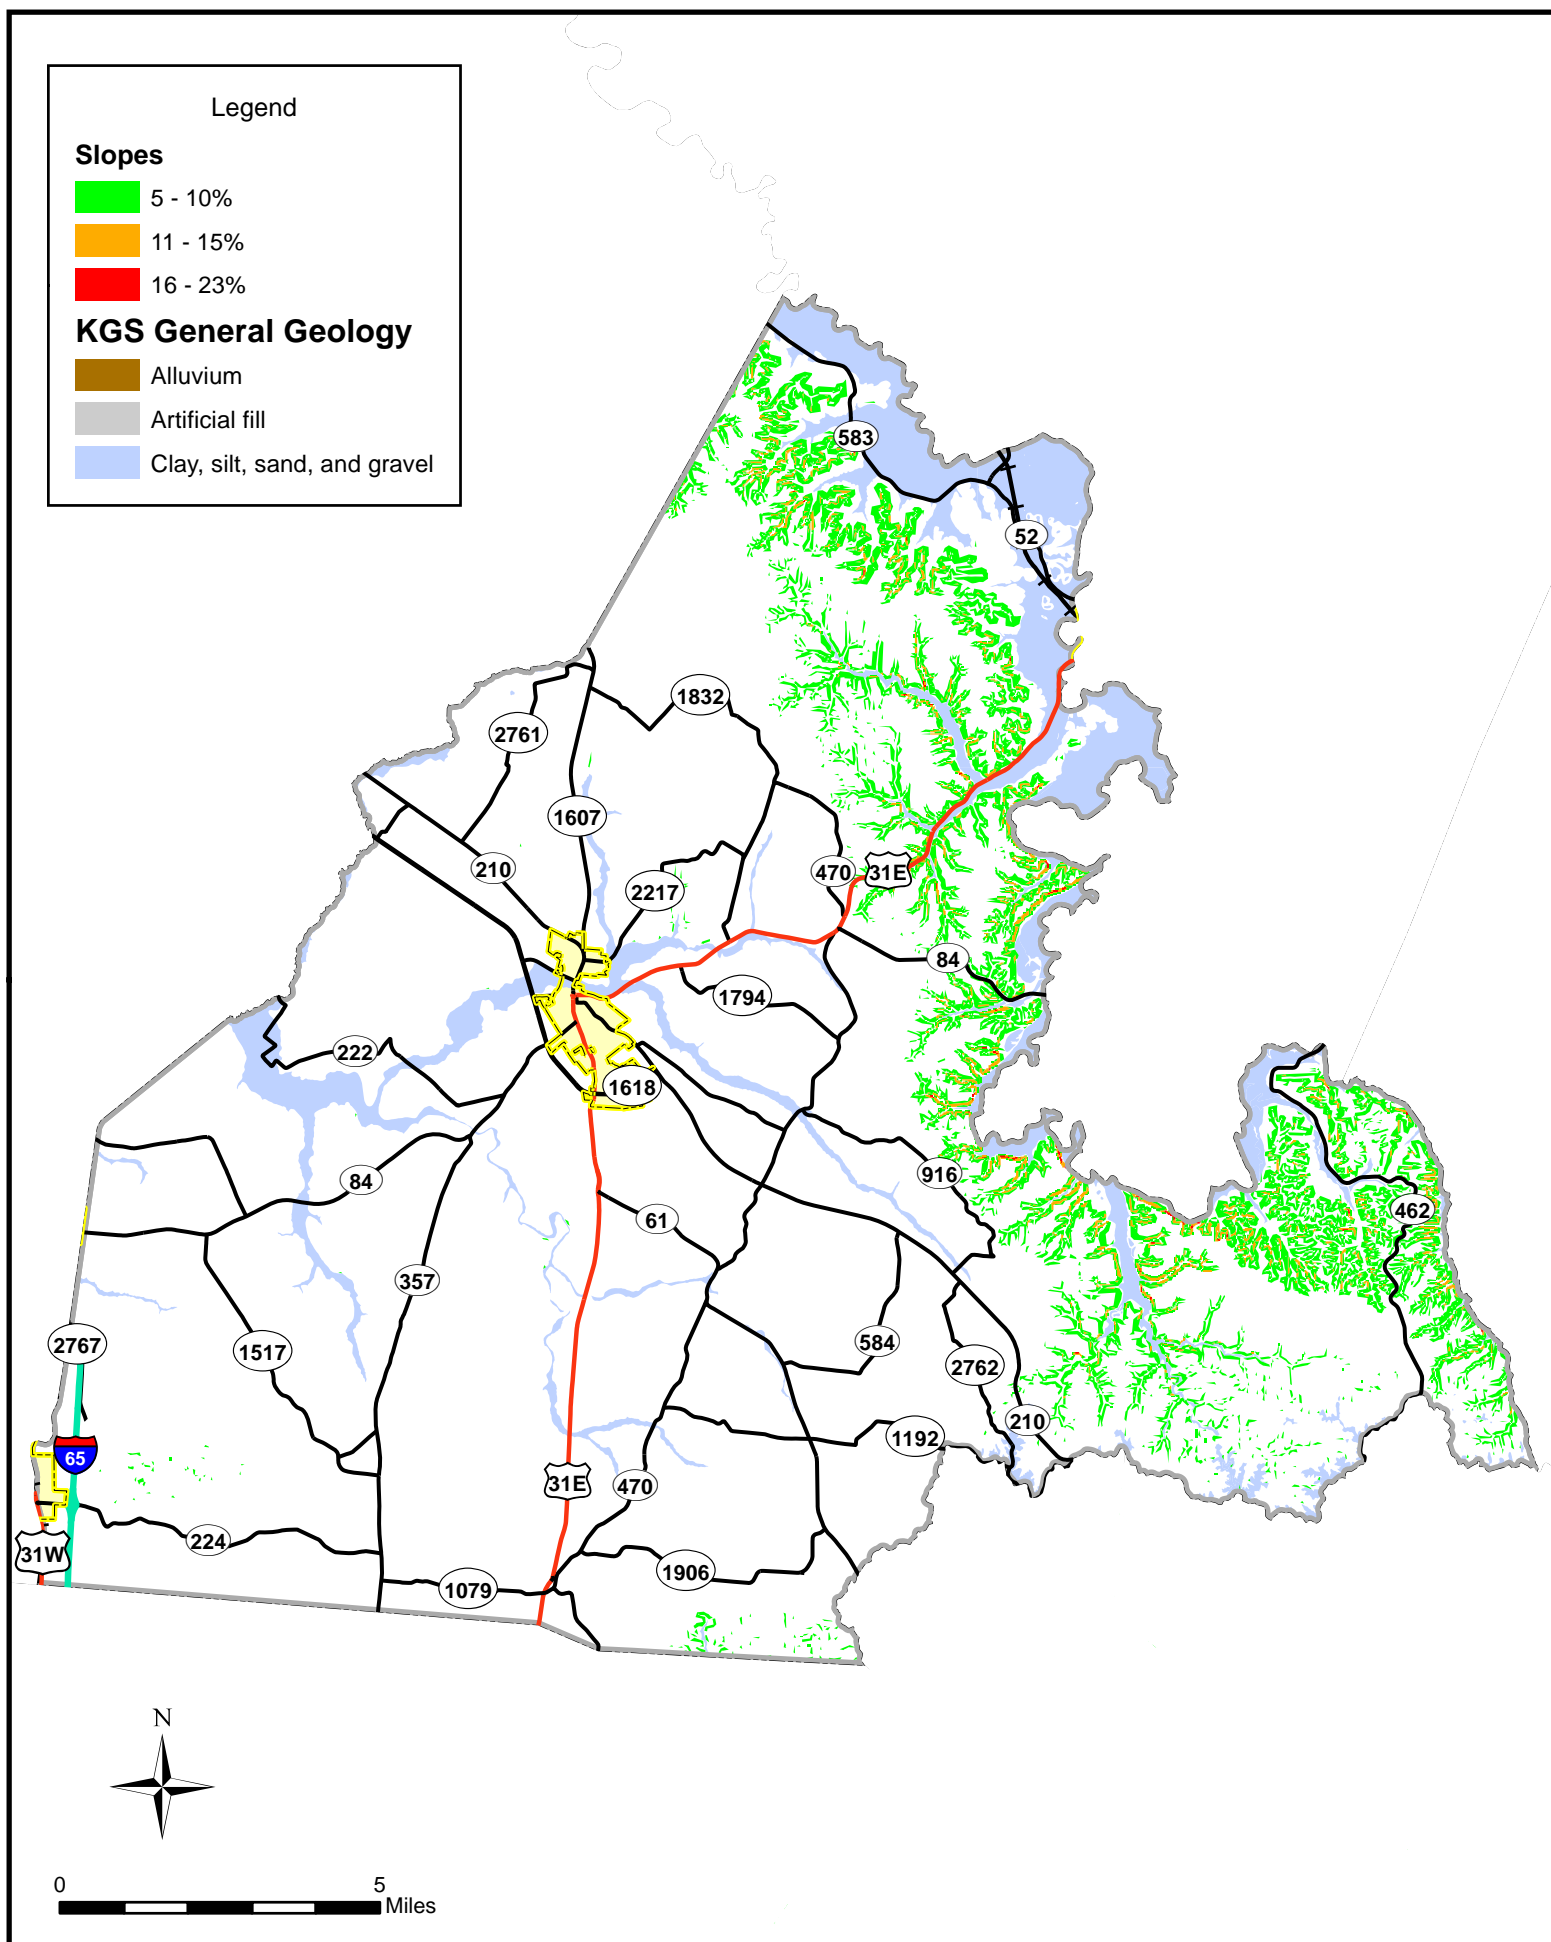 Legend
Slopes
5 - 10%
11 - 15%
16 - 23%
KGS General Geology
Alluvium
Artificial fill
Clay, silt, sand, and gravel
583
52
1832
2761
1607
210
2217
470
31E
84
1794
222
1618
84
916
462
61
357
584
2767
1517
2762
210
1192
65
31E
470
224
31W
1906
1079
N
0 5
Miles